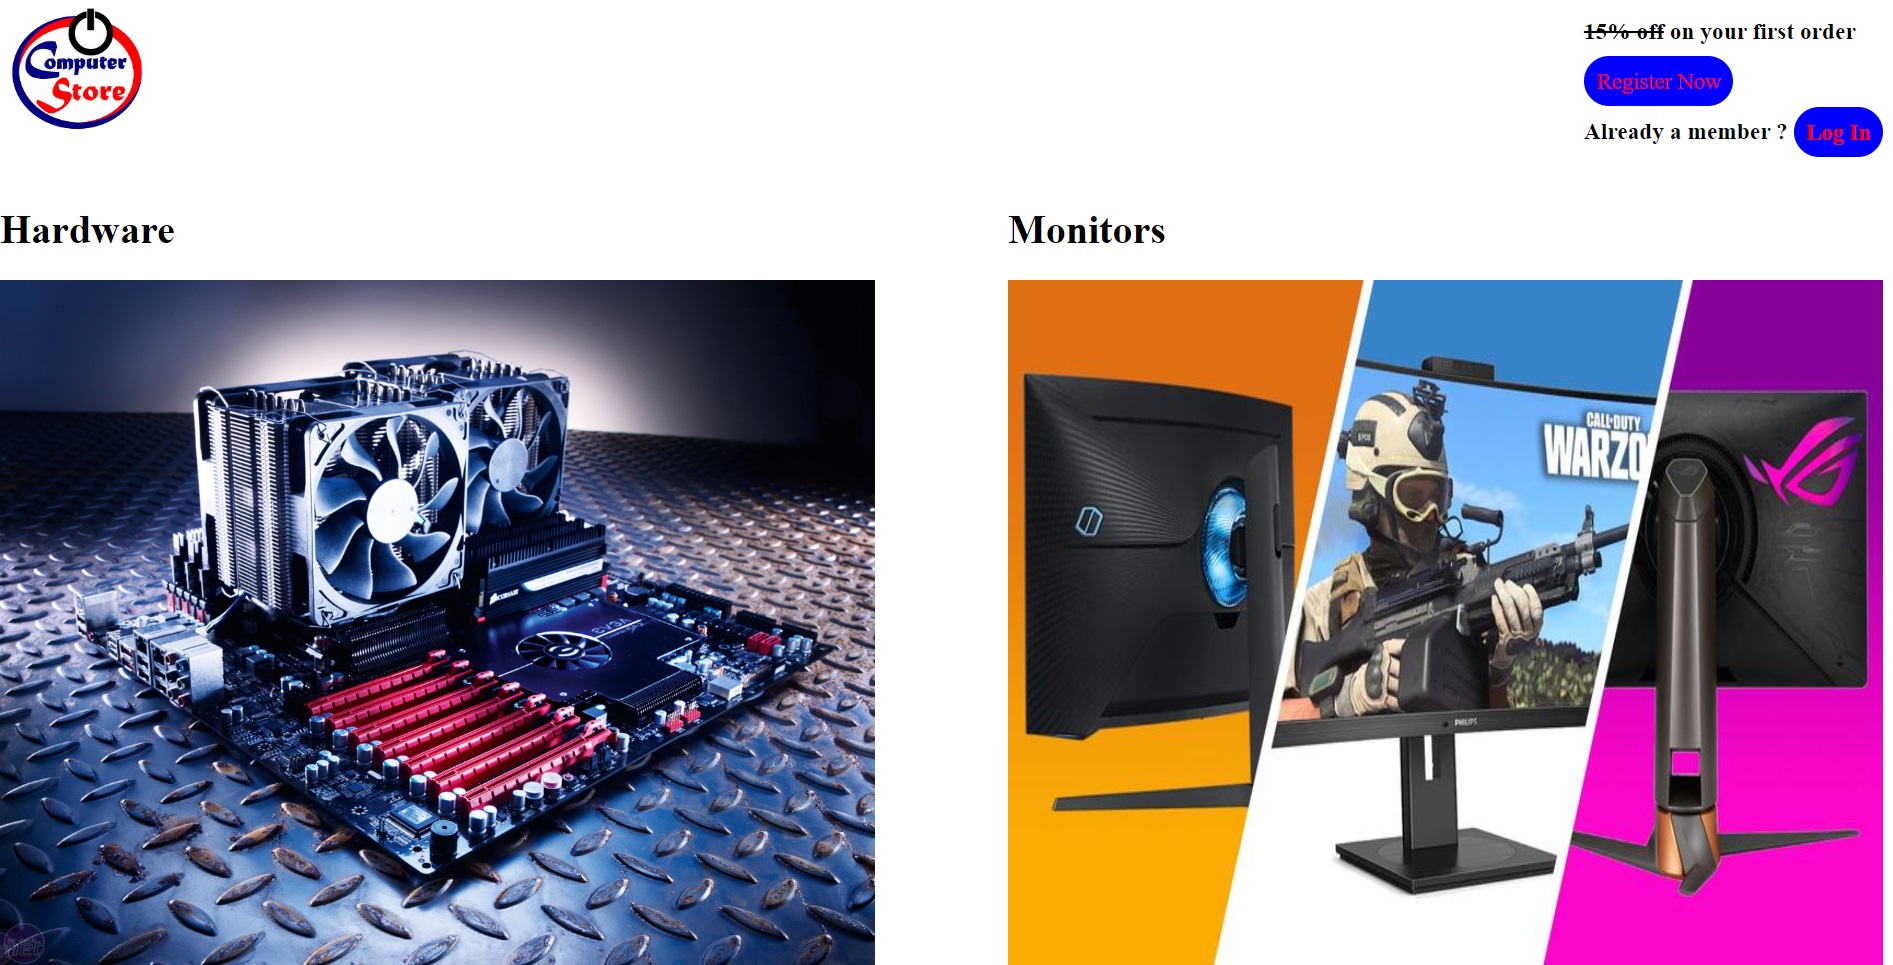 Computer
Store
15% off on your first order
Register Now
Already a member ? Log In
Hardware
Monitors
CALL OF DUTY
WARZO
CORSAIR
EVGA
PHILIPS